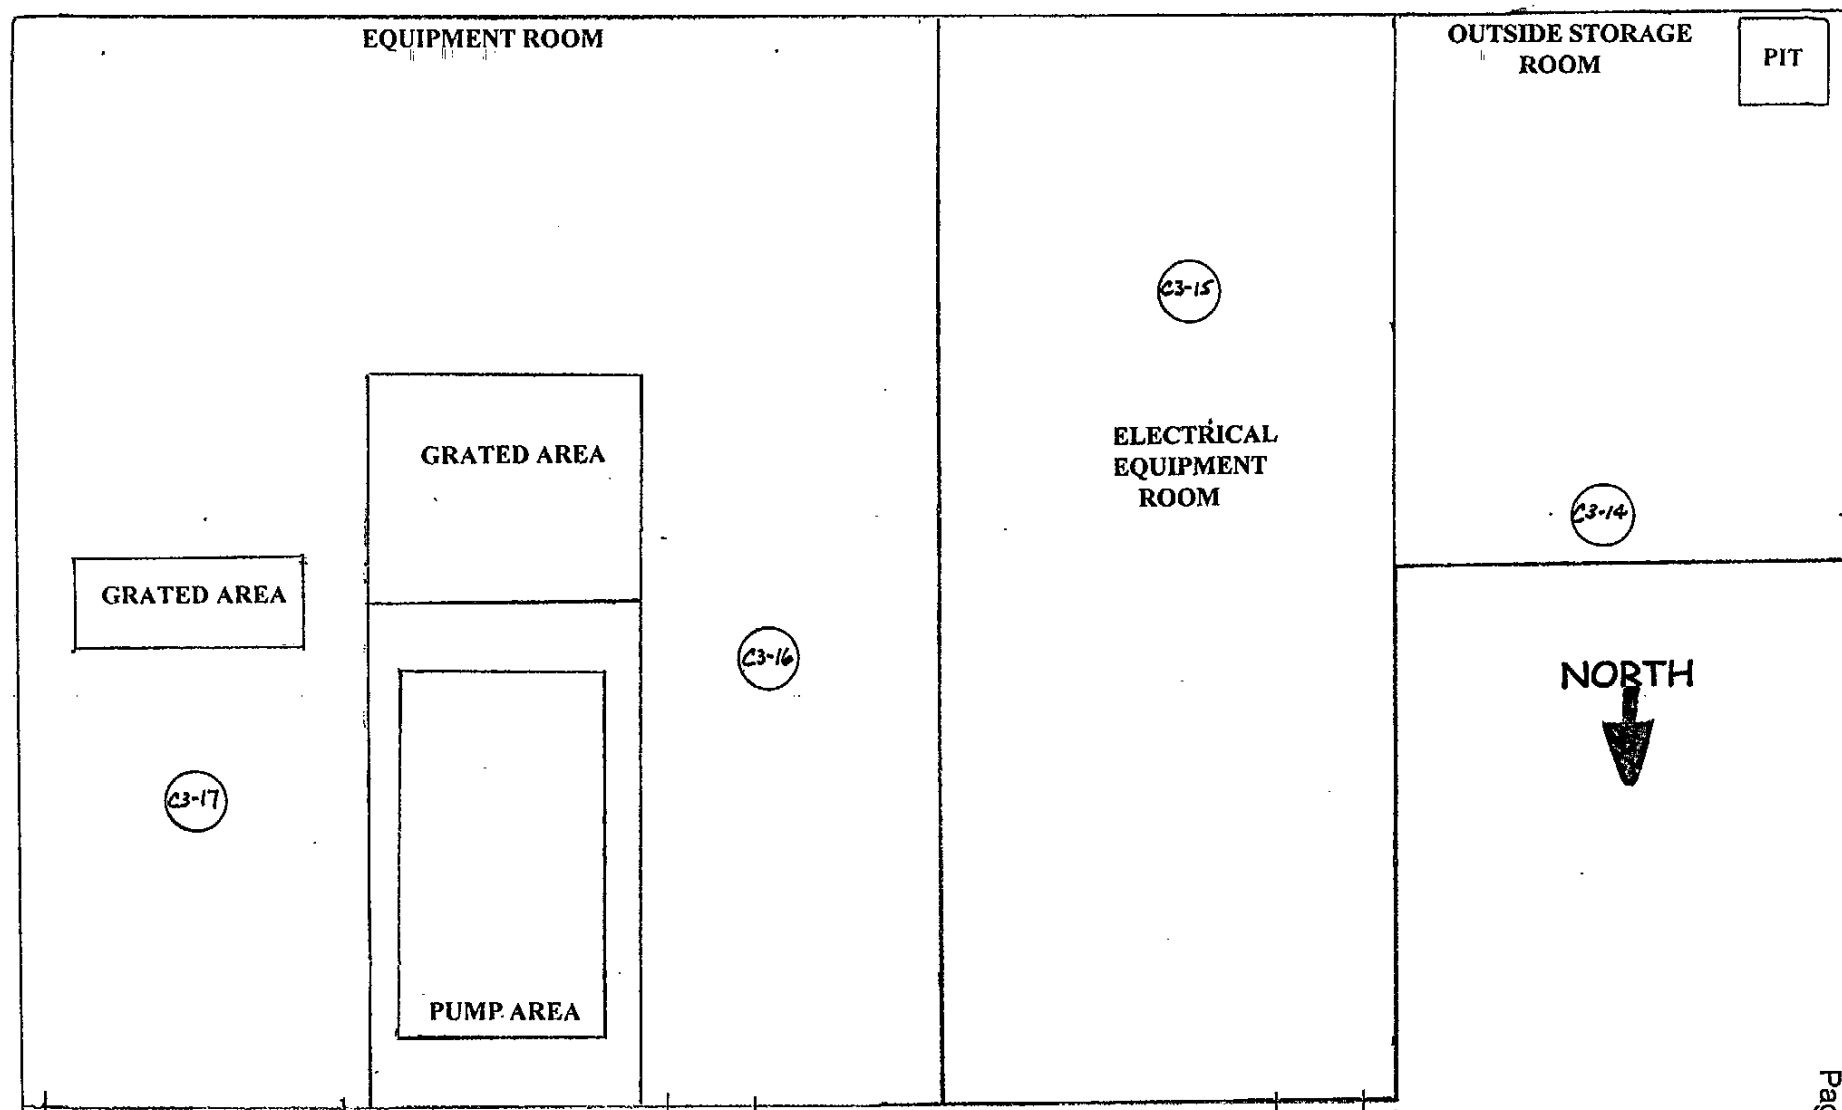 EQUIPMENT ROOM
OUTSIDE STORAGE
ROOM
PIT
C3-15
ELECTRICAL
EQUIPMENT
ROOM
GRATED AREA
C3-14
GRATED AREA
C3-16
NORTH
C3-17
PUMP AREA